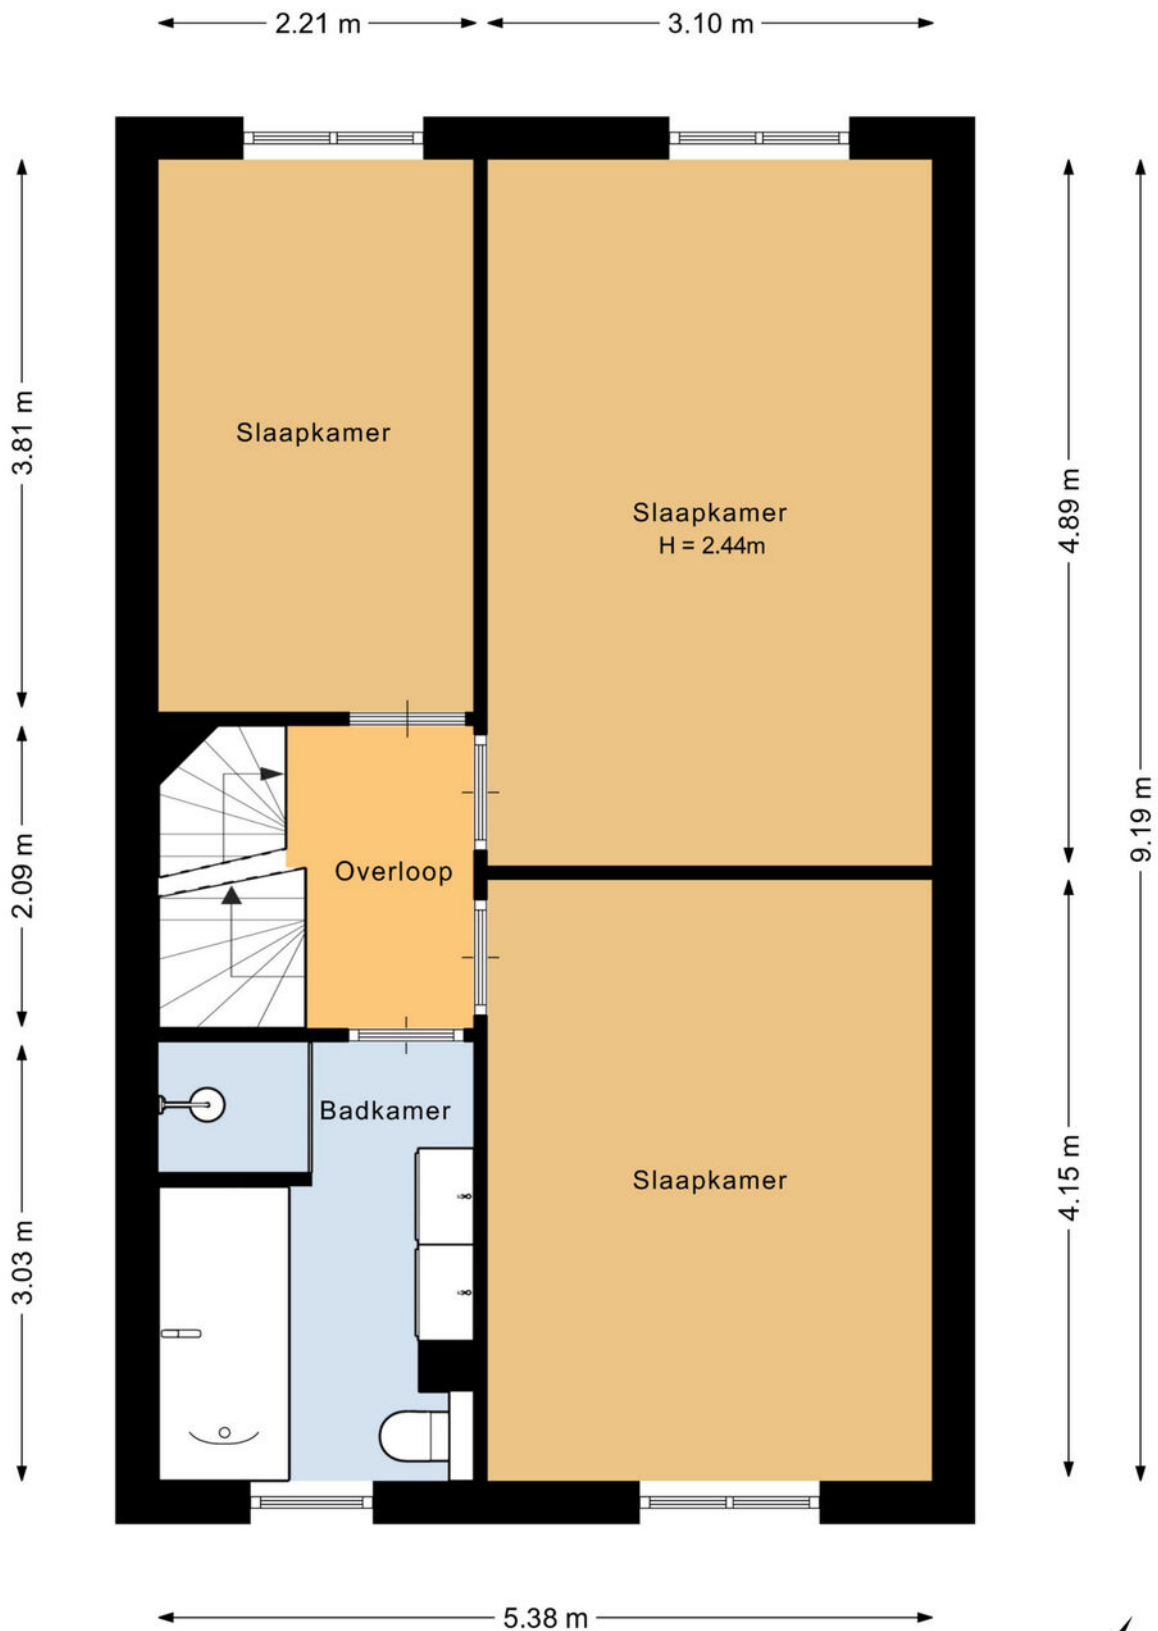 2.21 m
3.10 m
3.81 m
Slaapkamer
Slaapkamer
H = 2.44m
4.89 m
9.19 m
2.09 m
Overloop
Badkamer
3.03 m
Slaapkamer
4.15 m
5.38 m